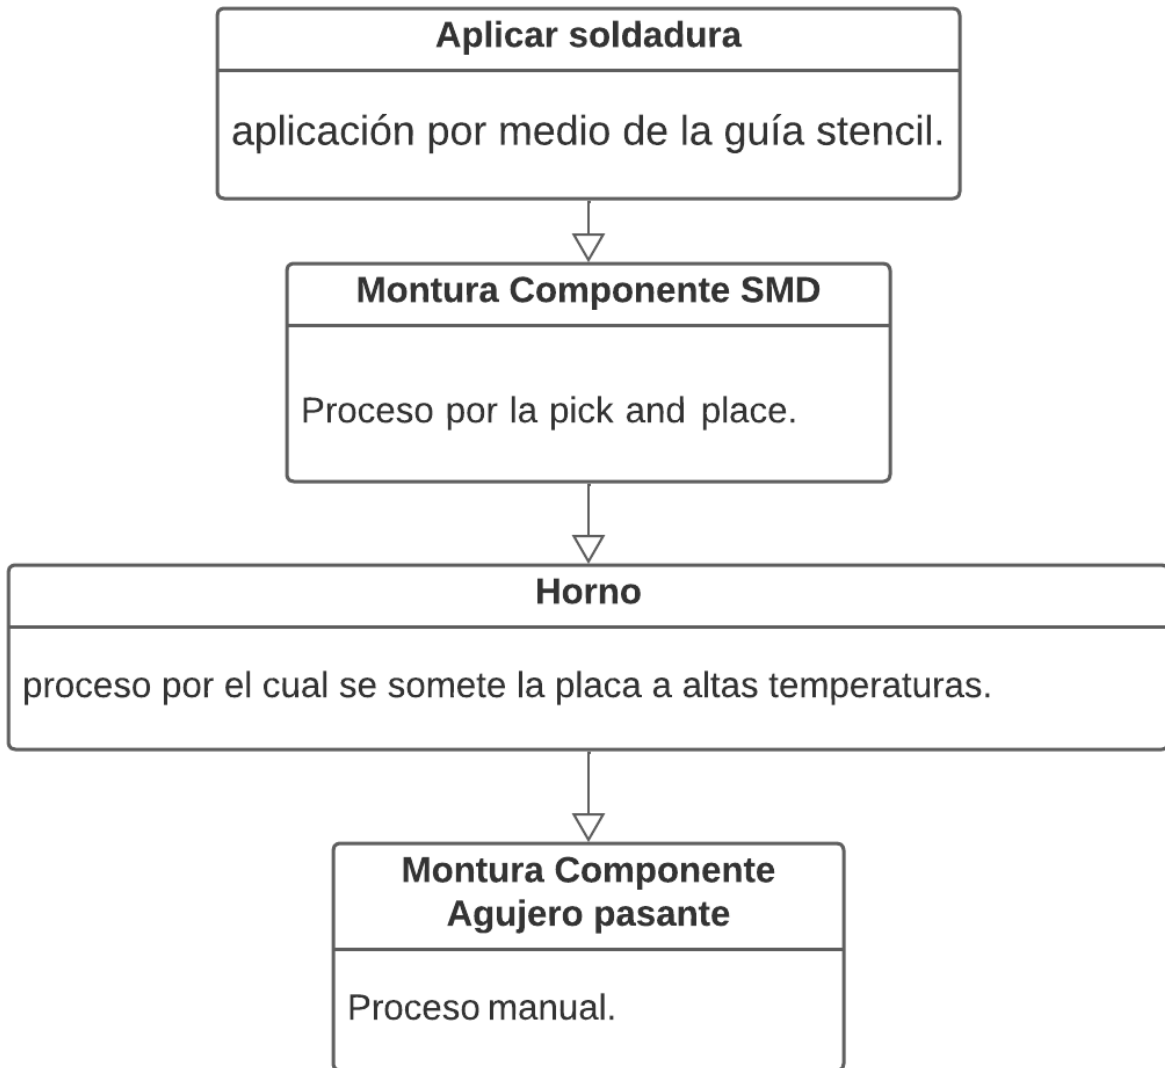 Aplicar soldadura
aplicación por medio de la guía stencil.
Montura Componente SMD
Proceso por la pick and place.
Horno
proceso por el cual se somete la placa a altas temperaturas.
Montura Componente
Agujero pasante
Proceso manual.